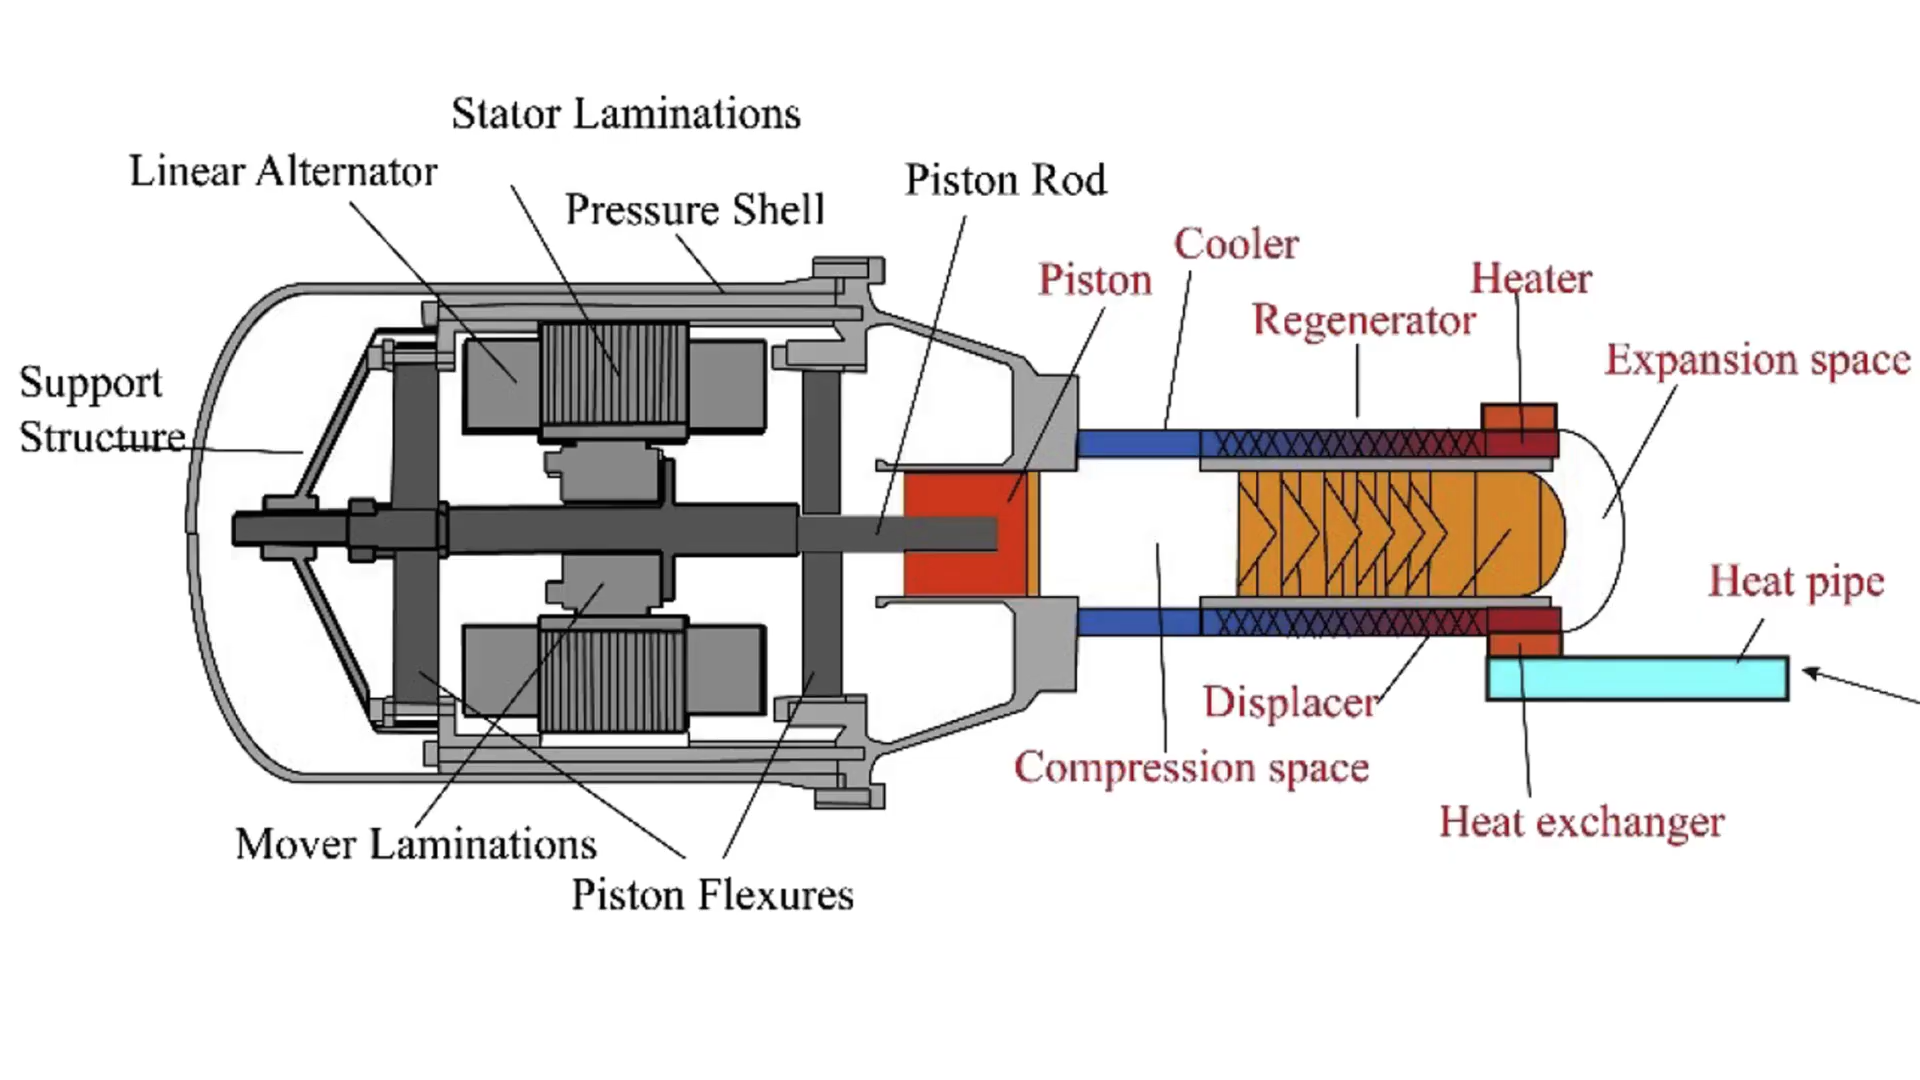 Stator Laminations
Linear Alternator
Pressure Shell
Piston Rod
Cooler
Piston
Heater
Regenerator
Expansion space
Support
Structure
Heat pipe
Displacer
Compression space
Heat exchanger
Mover Laminations
Piston Flexures